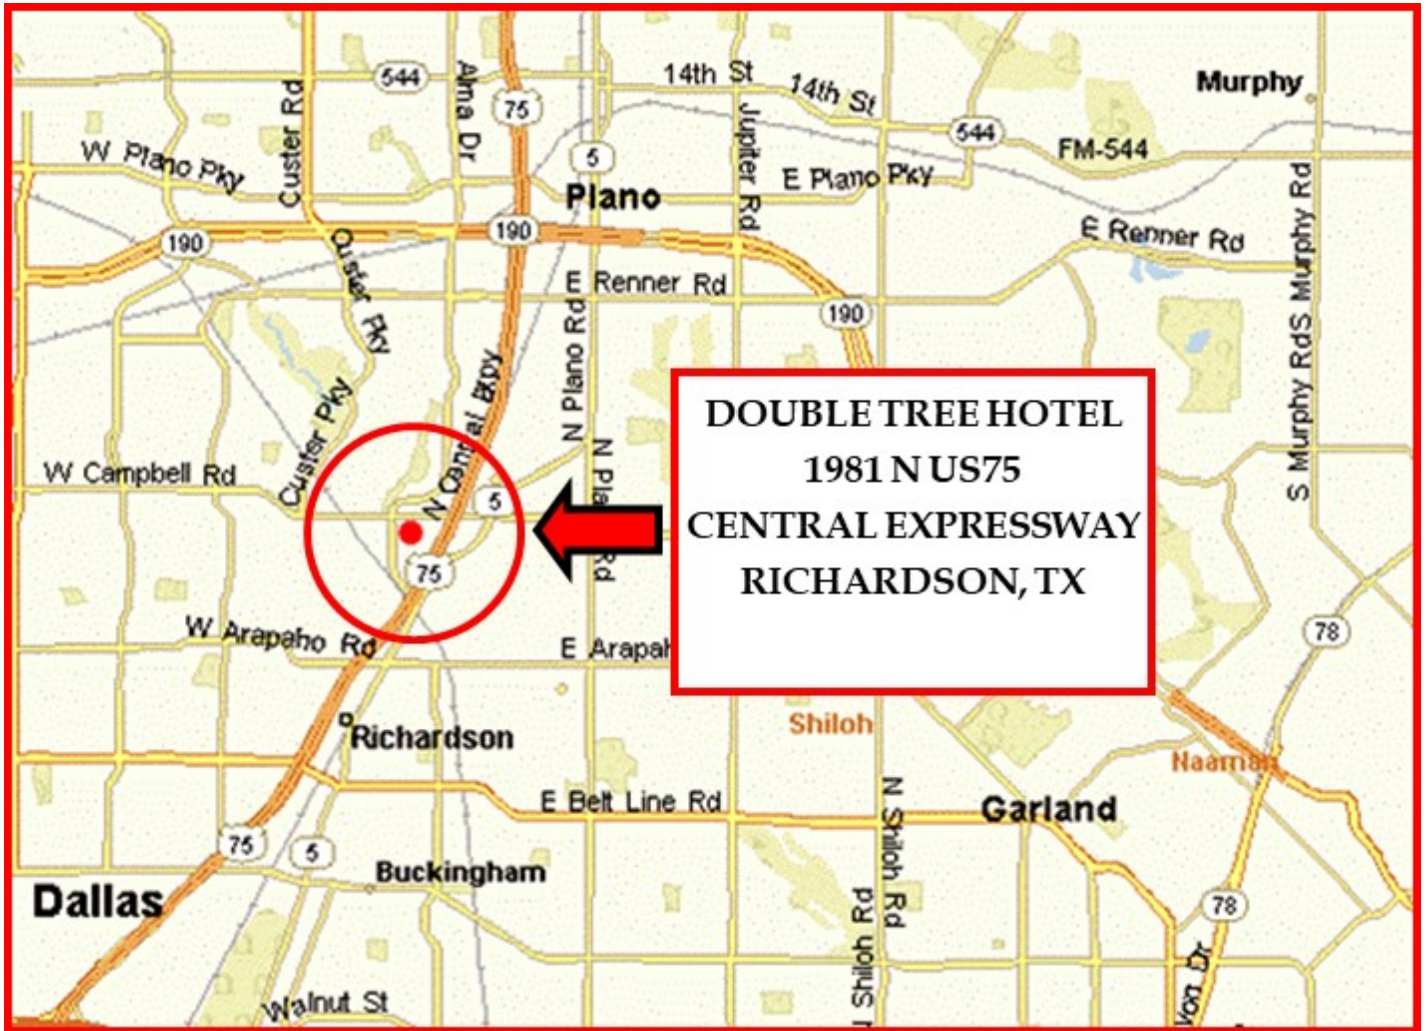 544
Alma Dr
75
14th St
14th St
Murphy
Custer Rd
5
Jupiter Rd
544
FM-544
W Plano Pky
Plano
E Plano Pky
190
190
Custer Pky
E Renner Rd
E Renner Rd
190
S Murphy Rd
S Murphy Rd
N Plano Rd
N Central Expy
DOUBLE TREE HOTEL
1981 N US75
CENTRAL EXPRESSWAY
RICHARDSON, TX
Custer Pky
W Campbell Rd
5
75
W Arapaho Rd
E Arapah
78
Richardson
Shiloh
Naaman
E Belt Line Rd
N Shiloh Rd
Garland
75
5
Buckingham
Dallas
78
N Shiloh Rd
Walnut St